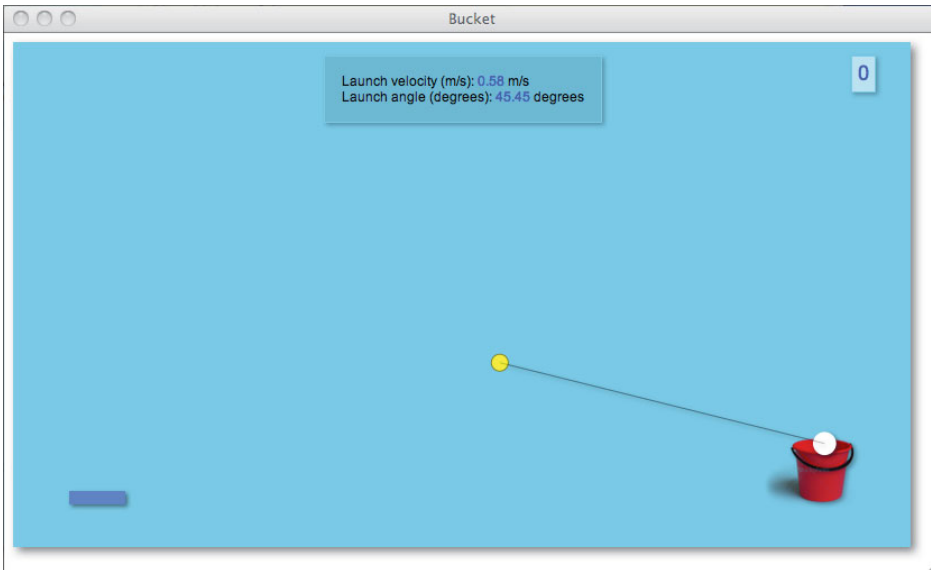 Bucket
Launch velocity (m/s): 0.58 m/s
Launch angle (degrees): 45.45 degrees
0